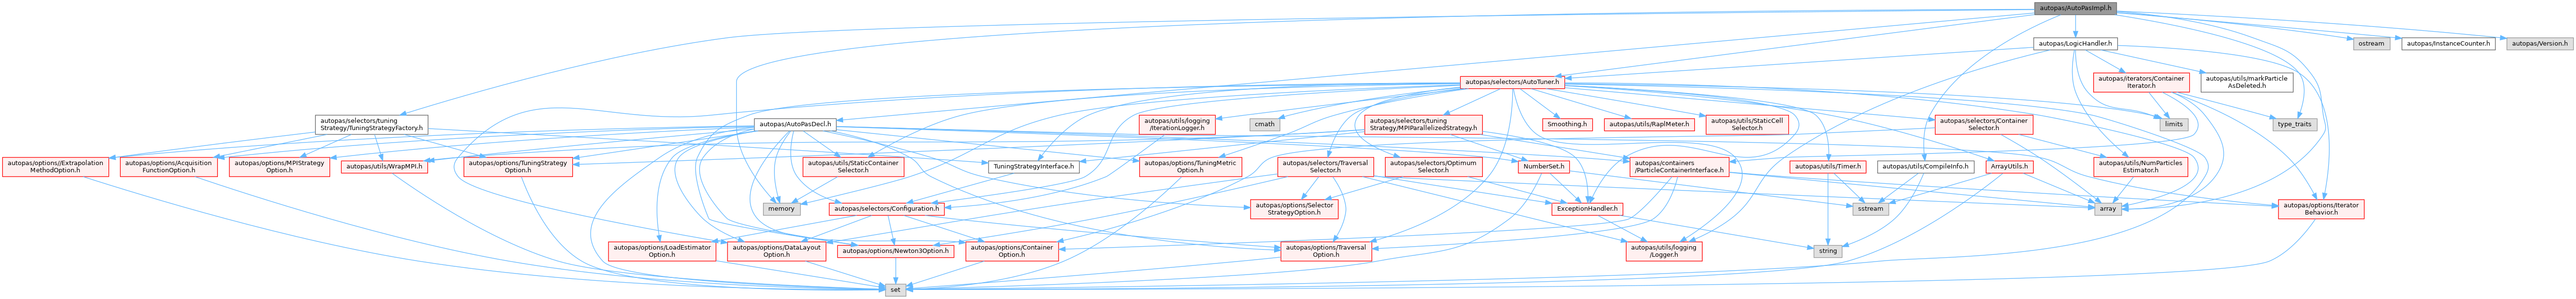 autopas/AutoPasImpl.h
autopas/LogicHandler.h
ostream
autopas/InstanceCounter.h
autopas/Version.h
autopas/selectors/AutoTuner.h
autopas/iterators/Container
Iterator.h
autopas/utils/markParticle
AsDeleted.h
autopas/selectors/tuning
Strategy/TuningStrategyFactory.h
autopas/AutoPasDecl.h
autopas/utils/logging
/IterationLogger.h
cmath
autopas/selectors/tuning
Strategy/MPIParallelizedStrategy.h
Smoothing.h
autopas/utils/RaplMeter.h
autopas/utils/StaticCell
Selector.h
autopas/selectors/Container
Selector.h
limits
type_traits
autopas/options//Extrapolation
MethodOption.h
autopas/options/Acquisition
FunctionOption.h
autopas/options/MPIStrategy
Option.h
autopas/utils/WrapMPI.h
autopas/options/TuningStrategy
Option.h
autopas/utils/StaticContainer
Selector.h
TuningStrategyInterface.h
autopas/options/TuningMetric
Option.h
autopas/selectors/Traversal
Selector.h
autopas/selectors/Optimum
Selector.h
NumberSet.h
autopas/containers
/ParticleContainerInterface.h
autopas/utils/Timer.h
autopas/utils/CompileInfo.h
ArrayUtils.h
autopas/utils/NumParticles
Estimator.h
memory
autopas/selectors/Configuration.h
autopas/options/Selector
StrategyOption.h
ExceptionHandler.h
sstream
array
autopas/options/Iterator
Behavior.h
autopas/options/LoadEstimator
Option.h
autopas/options/DataLayout
Option.h
autopas/options/Newton3Option.h
autopas/options/Container
Option.h
autopas/options/Traversal
Option.h
autopas/utils/logging
/Logger.h
string
set